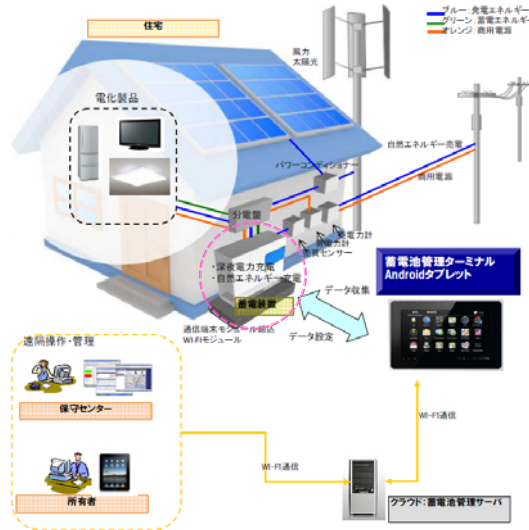 住宅
ブルー：発電エネルギー
グリーン：蓄電エネルギー
オレンジ：商用電源
風力
太陽光
電化製品
自然エネルギー売電
パワーコンディショナー
商用電源
分電盤
売電力計
買電力計
売買センサー
・深夜電力充電
・自然エネルギー充電
蓄電装置
データ収集
蓄電池管理ターミナル
Androidタブレット
通信端末モジュール組込
WI-FIモジュール
データ設定
遠隔操作・管理
保守センター
所有者
WI-FI通信
WI-FI通信
クラウド：蓄電池管理サーバ